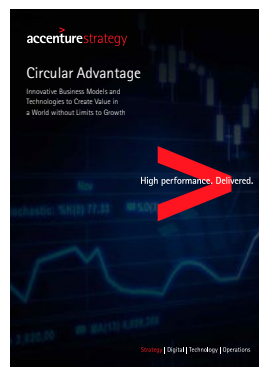 accenturestrategy
Circular Advantage
Innovative Business Models and
Technologies to Create Value in
a World without Limits to Growth
High performance. Delivered.
Nov
Strategy | Digital | Technology | Operations